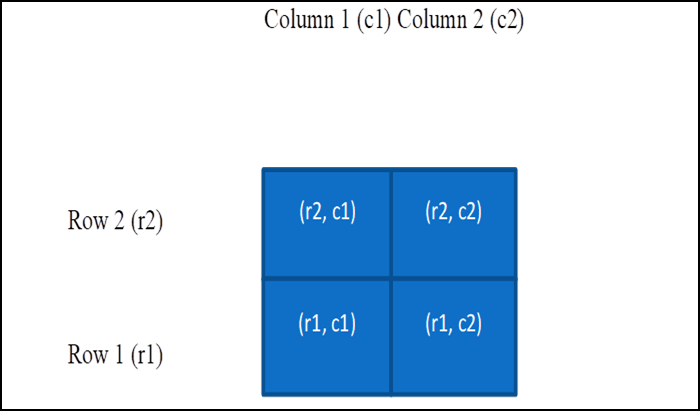 Column 1 (c1) Column 2 (c2)
Row 2 (r2)
(r2, c1)
(r2, c2)
Row 1 (r1)
(r1, c1)
(r1, c2)